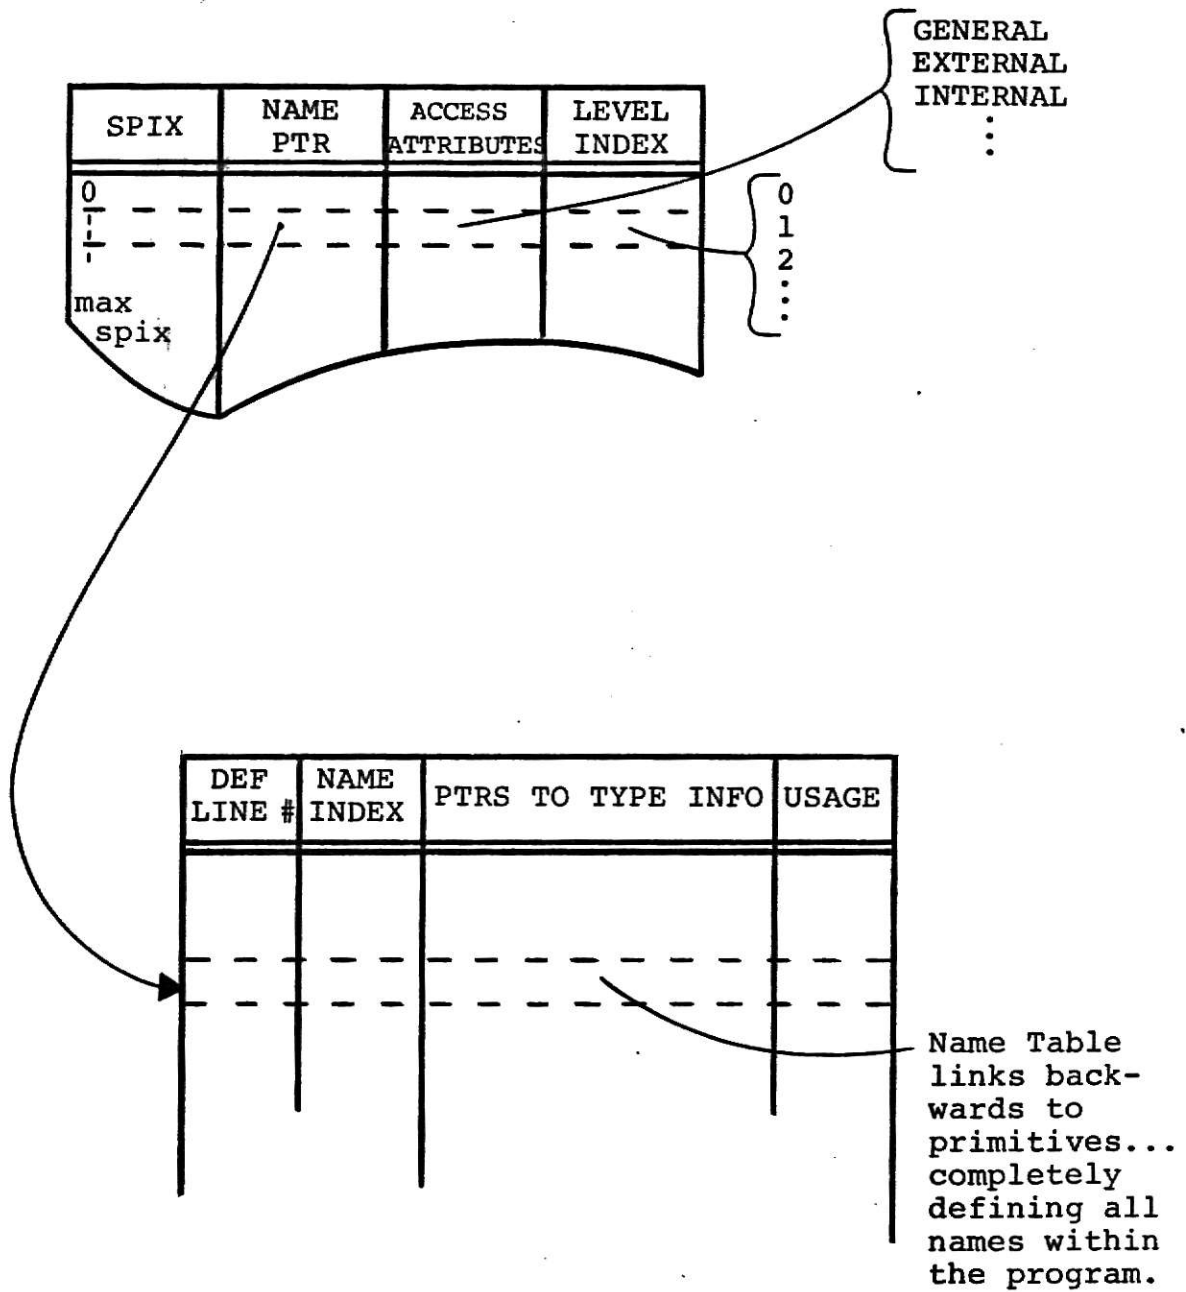 GENERAL
EXTERNAL
INTERNAL
SPIX
NAME
PTR
ACCESS
ATTRIBUTES
LEVEL
INDEX
0
max
spix
0
1
2
DEF
LINE #
NAME
INDEX
PTRS TO TYPE INFO
USAGE
Name Table
links back-
wards to
primitives...
completely
defining all
names within
the program.